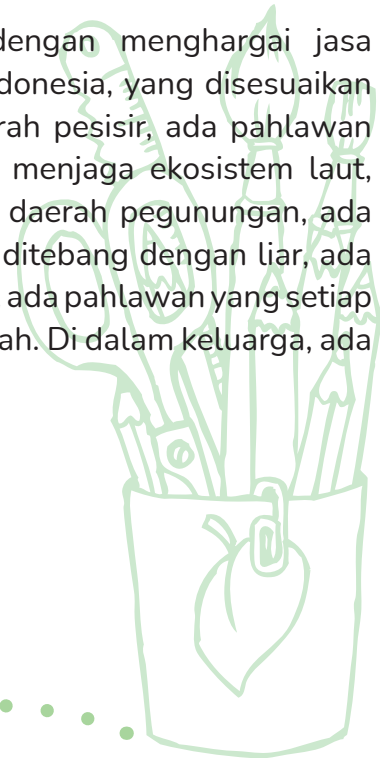 dengan menghargai jasa
donesia, yang disesuaikan
rah pesisir, ada pahlawan
menjaga ekosistem laut,
daerah pegunungan, ada
ditebang dengan liar, ada
ada pahlawan yang setiap
ah. Di dalam keluarga, ada